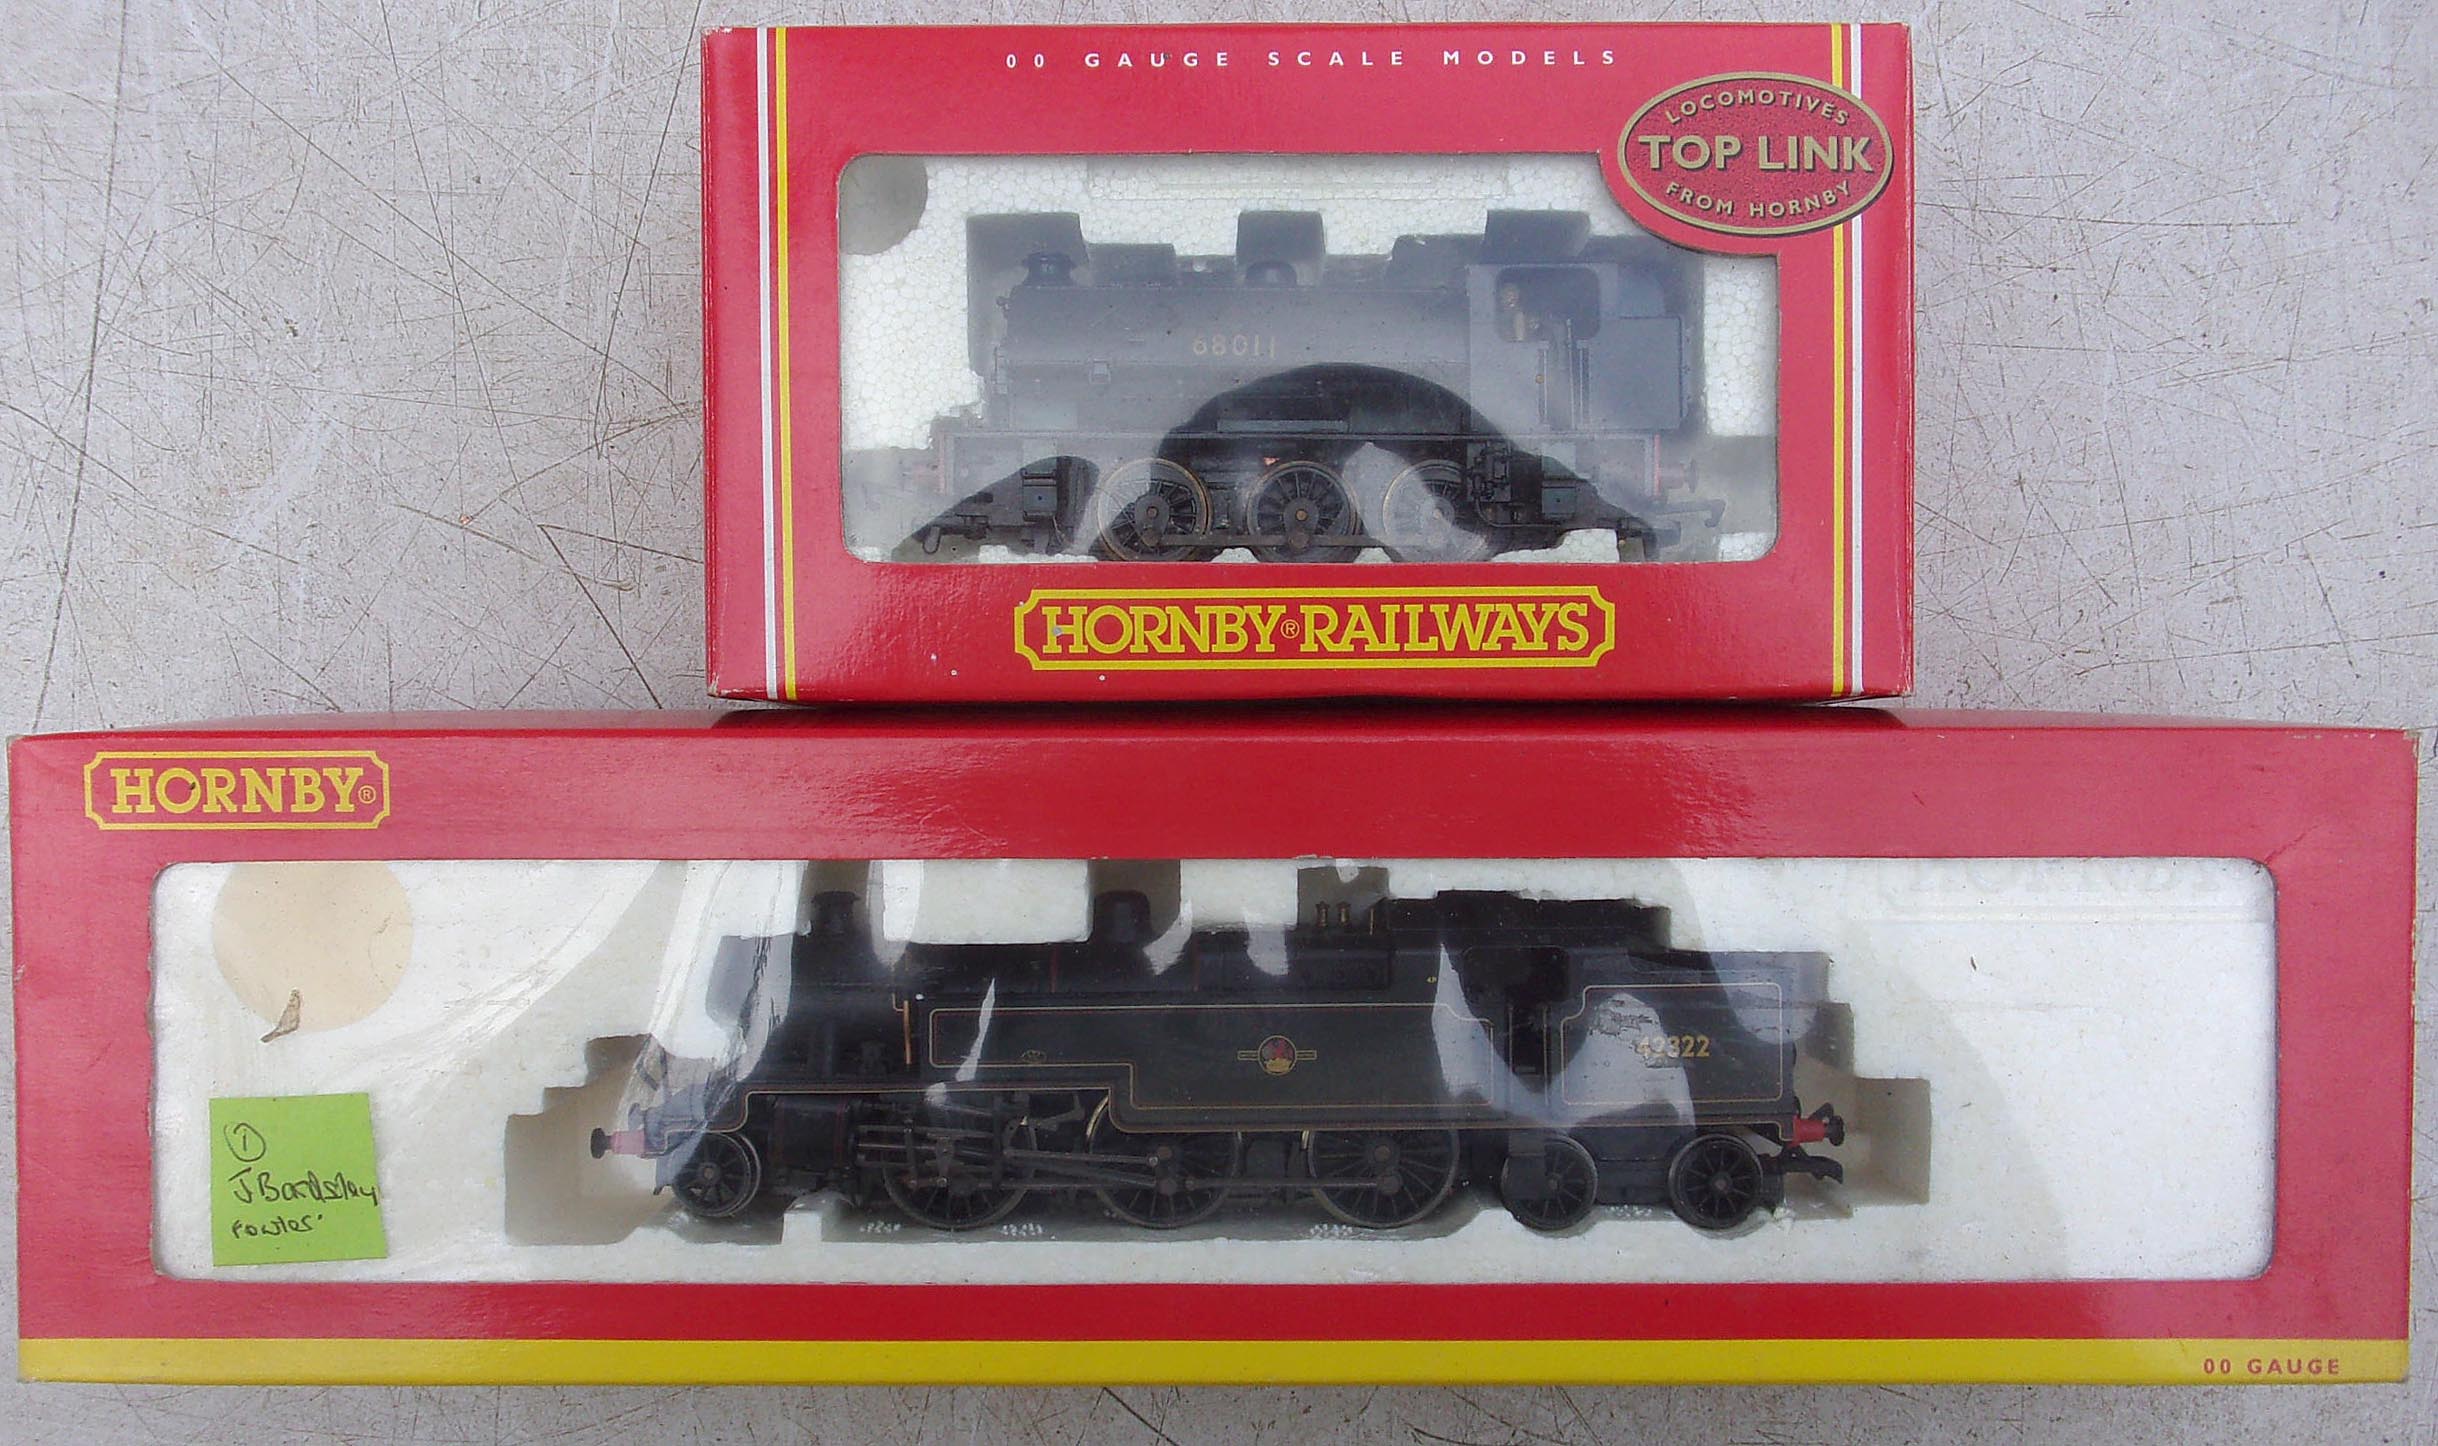 00 GAUGE SCALE MODELS
LOCOMOTIVES
TOP LINK
FROM HORNBY
68011
HORNBY® RAILWAYS
HORNBY®
42322
1
J Bardsley
Fowler
00 GAUGE